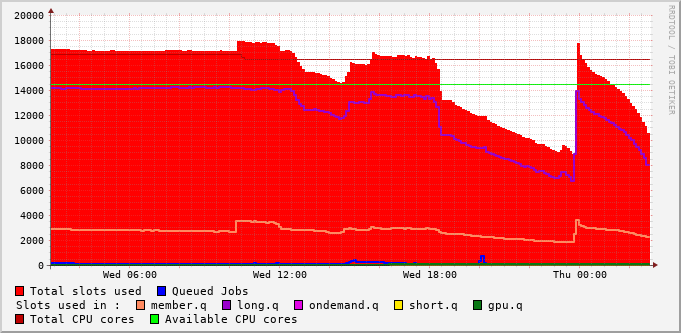 20000
18000
16000
14000
12000
10000
8000
6000
4000
2000
0
Wed 06:00 Wed 12:00 Wed 18:00 Thu 00:00
RRDTOOL / TOBI OETIKER
Total slots used Queued Jobs
Slots used in : member.q long.q ondemand.q short.q gpu.q
Total CPU cores Available CPU cores